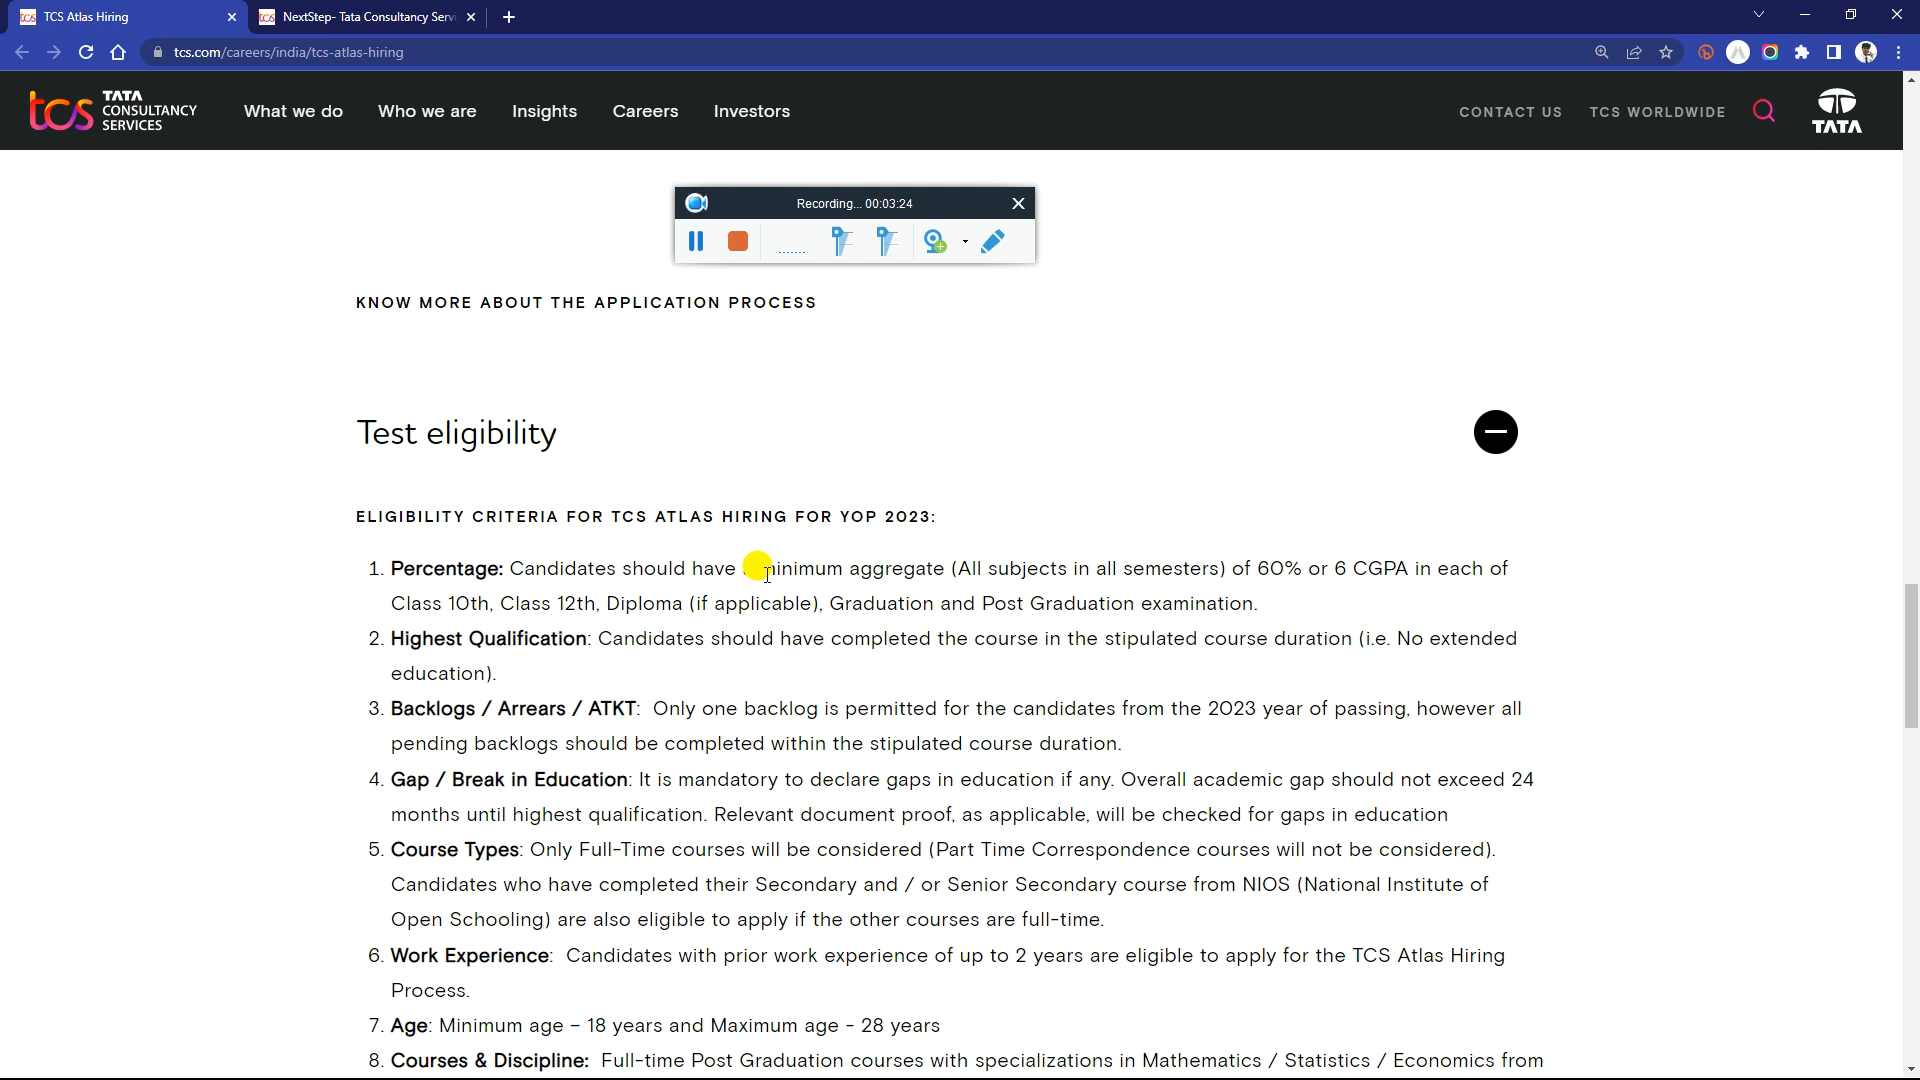 TCS Atlas Hiring
NextStep- Tata Consultancy Servi
tcs.com/careers/india/tcs-atlas-hiring
tcs TATA CONSULTANCY SERVICES
What we do
Who we are
Insights
Careers
Investors
CONTACT US
TCS WORLDWIDE
TATA
Recording... 00:03:24
KNOW MORE ABOUT THE APPLICATION PROCESS
Test eligibility
ELIGIBILITY CRITERIA FOR TCS ATLAS HIRING FOR YOP 2023:
1. Percentage: Candidates should have minimum aggregate (All subjects in all semesters) of 60% or 6 CGPA in each of
Class 10th, Class 12th, Diploma (if applicable), Graduation and Post Graduation examination.
2. Highest Qualification: Candidates should have completed the course in the stipulated course duration (i.e. No extended
education).
3. Backlogs / Arrears / ATKT: Only one backlog is permitted for the candidates from the 2023 year of passing, however all
pending backlogs should be completed within the stipulated course duration.
4. Gap / Break in Education: It is mandatory to declare gaps in education if any. Overall academic gap should not exceed 24
months until highest qualification. Relevant document proof, as applicable, will be checked for gaps in education
5. Course Types: Only Full-Time courses will be considered (Part Time Correspondence courses will not be considered).
Candidates who have completed their Secondary and / or Senior Secondary course from NIOS (National Institute of
Open Schooling) are also eligible to apply if the other courses are full-time.
6. Work Experience: Candidates with prior work experience of up to 2 years are eligible to apply for the TCS Atlas Hiring
Process.
7. Age: Minimum age – 18 years and Maximum age - 28 years
8. Courses & Discipline: Full-time Post Graduation courses with specializations in Mathematics / Statistics / Economics from